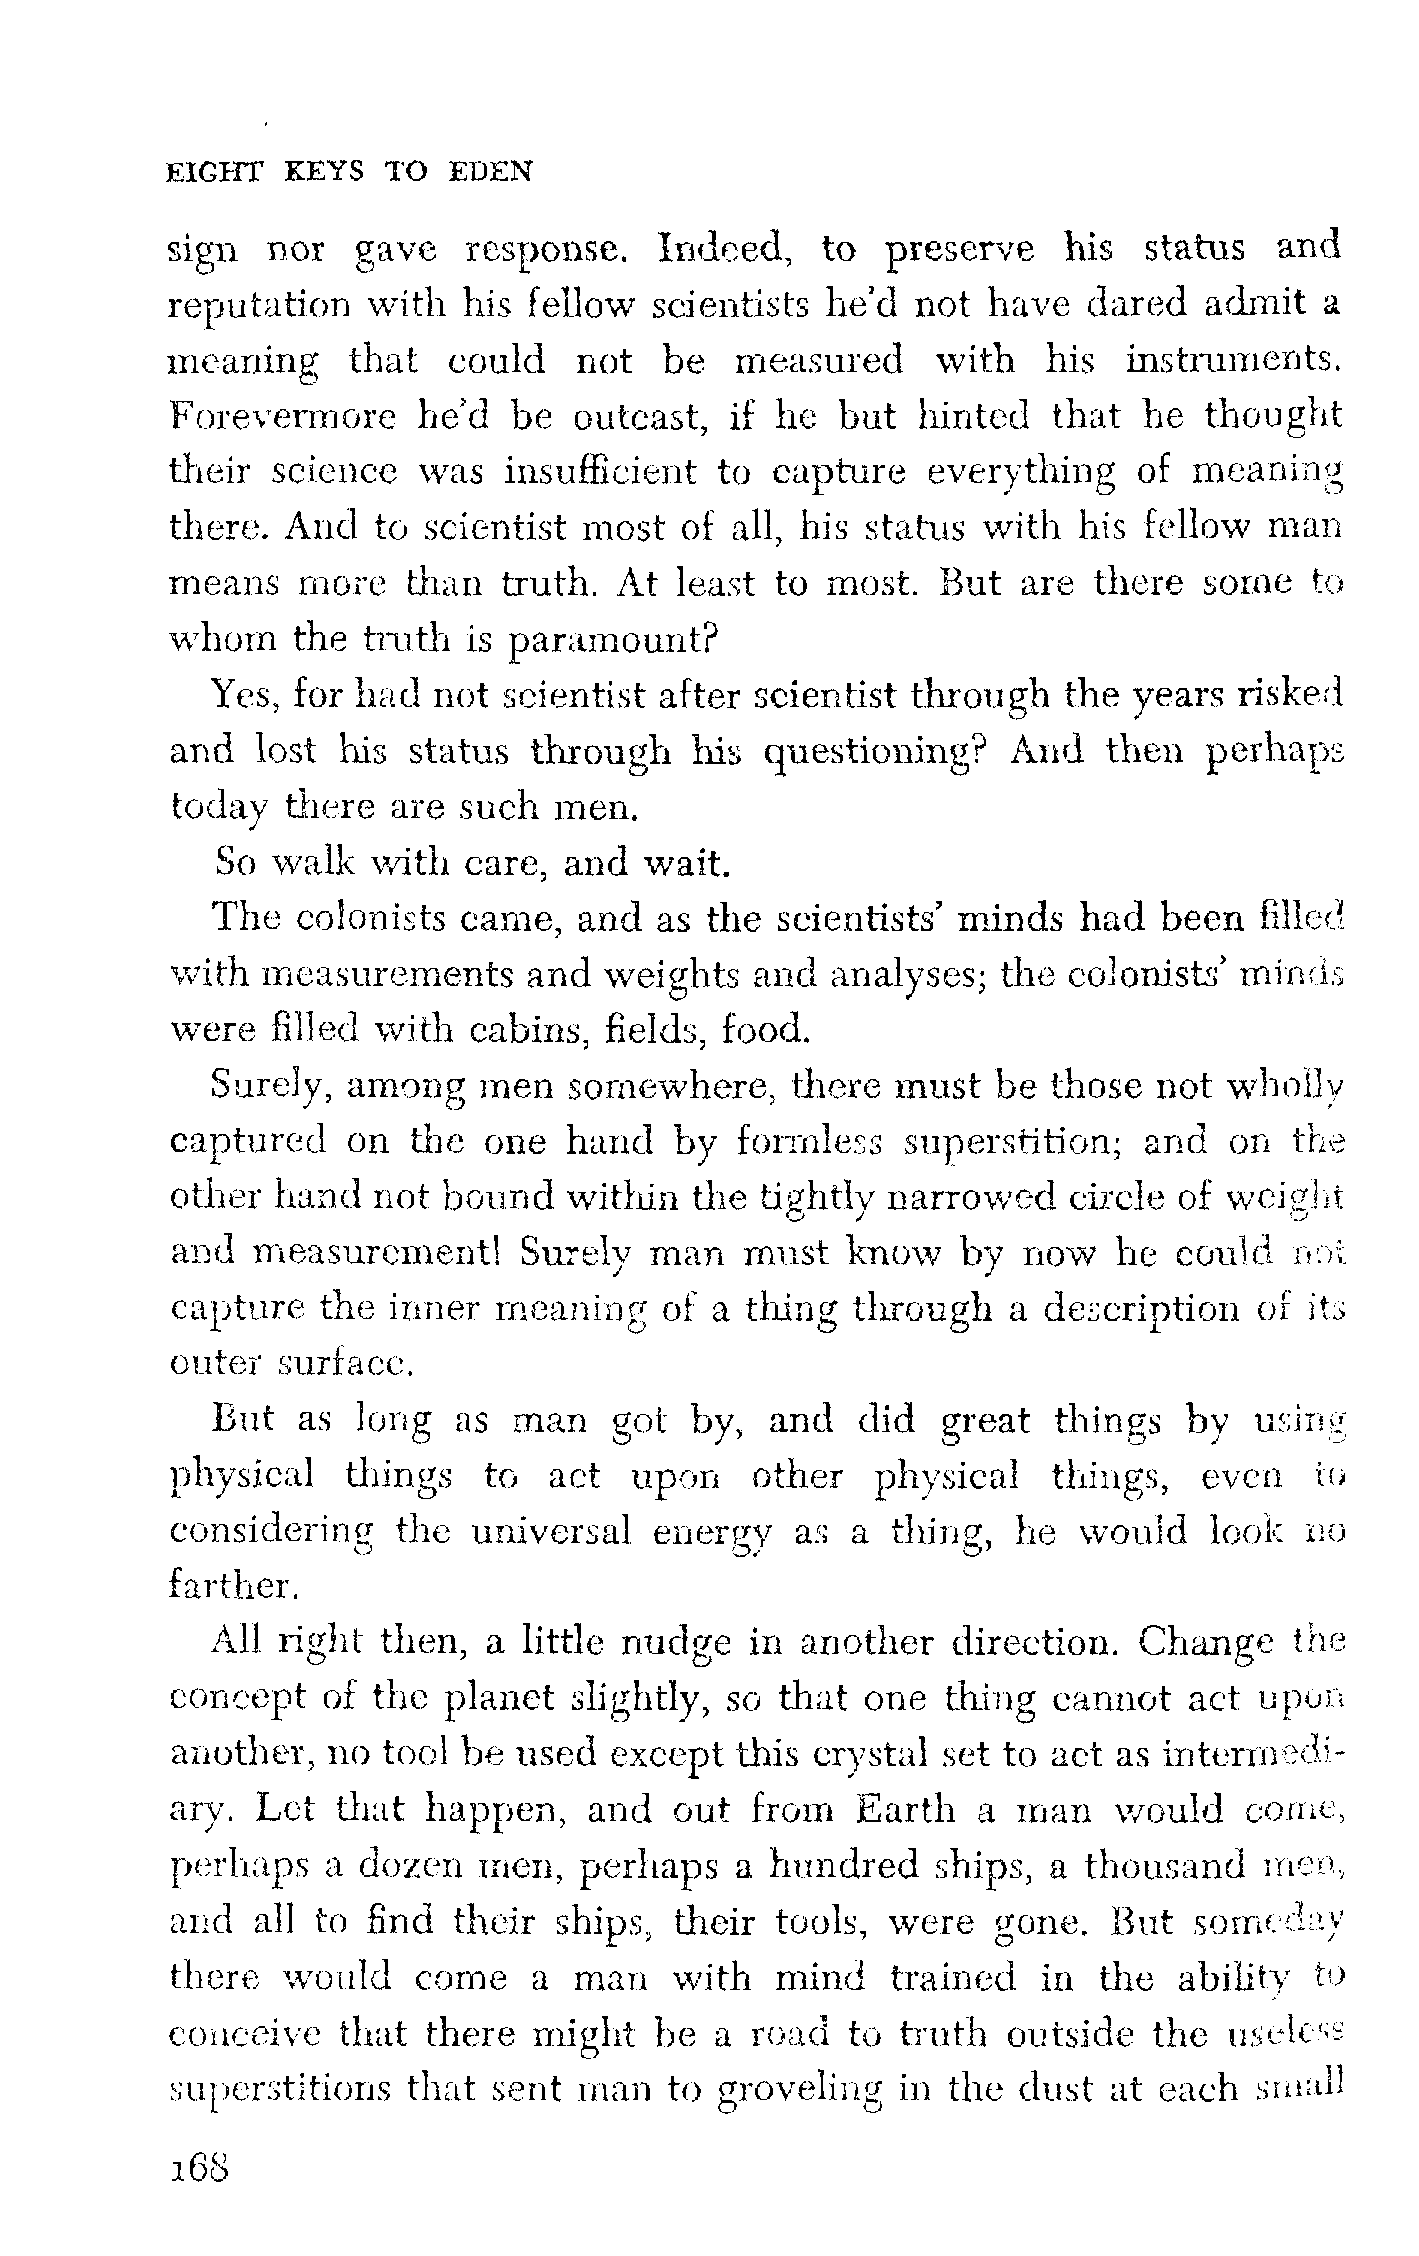 EIGHT KEYS TO EDEN
sign nor gave response. Indeed, to preserve his status and
reputation with his fellow scientists he'd not have dared admit a
meaning that could not be measured with his instruments.
Forevermore he'd be outcast, if he but hinted that he thought
their science was insufficient to capture everything of meaning
there. And to scientist most of all, his status with his fellow man
means more than truth. At least to most. But are there some to
whom the truth is paramount?
Yes, for had not scientist after scientist through the years risked
and lost his status through his questioning? And then perhaps
today there are such men.
So walk with care, and wait.
The colonists came, and as the scientists' minds had been filled
with measurements and weights and analyses; the colonists' minds
were filled with cabins, fields, food.
Surely, among men somewhere, there must be those not wholly
captured on the one hand by formless superstition; and on the
other hand not bound within the tightly narrowed circle of weight
and measurement! Surely man must know by now he could not
capture the inner meaning of a thing through a description of its
outer surface.
But as long as man got by, and did great things by using
physical things to act upon other physical things, even to
considering the universal energy as a thing, he would look no
farther.
All right then, a little nudge in another direction. Change the
concept of the planet slightly, so that one thing cannot act upon
another, no tool be used except this crystal set to act as intermedi-
ary. Let that happen, and out from Earth a man would come,
perhaps a dozen men, perhaps a hundred ships, a thousand men,
and all to find their ships, their tools, were gone. But someday
there would come a man with mind trained in the ability to
conceive that there might be a road to truth outside the useless
superstitions that sent man to groveling in the dust at each small
168